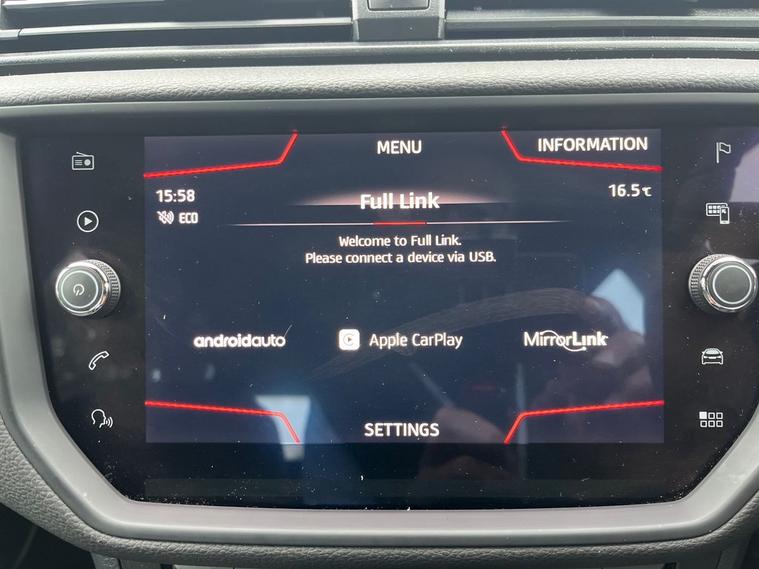 MENU
INFORMATION
15:58
16.5℃
ECO
Full Link
Welcome to Full Link.
Please connect a device via USB.
androidauto
Apple CarPlay
MirrorLink
SETTINGS